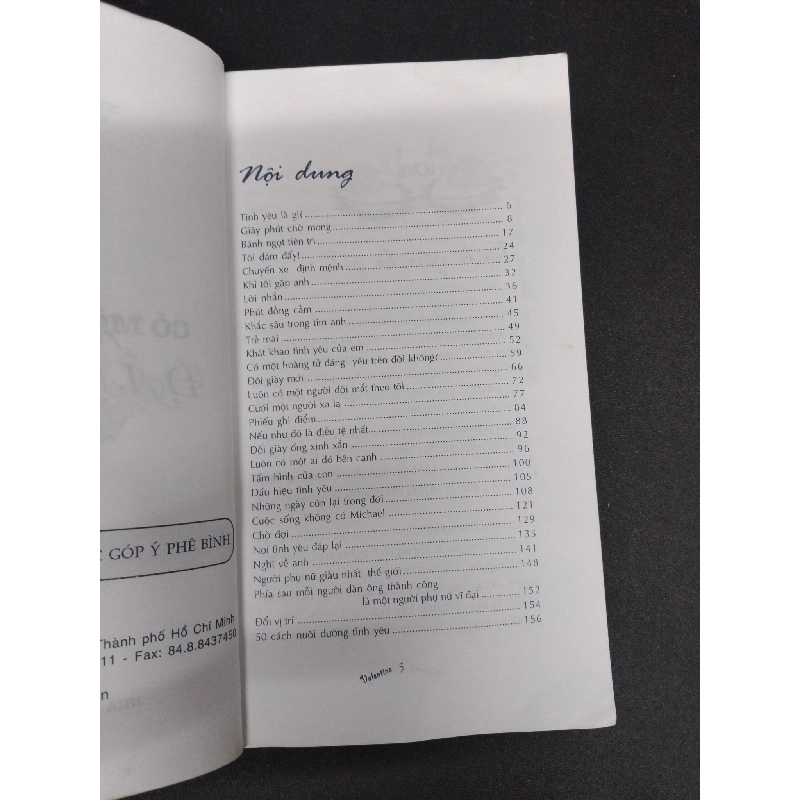 CÓ
GÓP Ý PHÊ BÌNH
Thành phố Hồ Chí Minh
11 - Fax: 84.8.8437450
Nội dung
Tình yêu là gì ........ 6
Giây phút chờ mong ........ 8
Bánh ngọt tiên tri ........ 17
Tôi dám đấy! ........ 24
Chuyến xe định mệnh ........ 27
Khi tôi gặp anh ........ 32
Lời nhắn ........ 36
Phút đồng cảm ........ 41
Khắc sâu trong tim anh ........ 45
Trẻ mãi ........ 49
Khát khao tình yêu của em ........ 52
Có một hoàng tử đáng yêu trên đời không? ........ 59
Đôi giày mới ........ 66
Luôn có một người dõi mắt theo tôi ........ 72
Cưới một người xa lạ ........ 77
Phiếu ghi điểm ........ 84
Nếu như đó là điều tệ nhất... ........ 88
Đôi giày ống xinh xắn ........ 92
Luôn có một ai đó bên cạnh ........ 96
Tấm hình của con ........ 100
Dấu hiệu tình yêu ........ 105
Những ngày còn lại trong đời ........ 108
Cuộc sống không có Michael ........ 121
Chờ đợi ........ 129
Nơi tình yêu đáp lại ........ 135
Nghĩ về anh ........ 141
Người phụ nữ giàu nhất thế giới ........ 148
Phía sau mỗi người đàn ông thành công
là một người phụ nữ vĩ đại ........ 152
Đổi vị trí ........ 154
50 cách nuôi dưỡng tình yêu ........ 156
Valentine 5